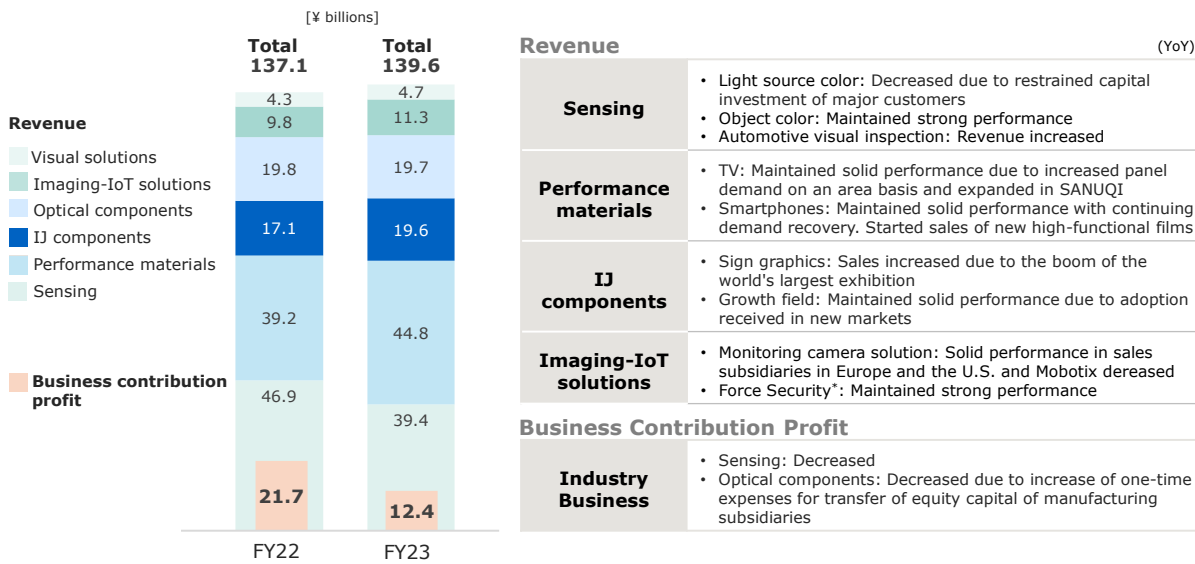 [¥ billions]
Total
137.1
Total
139.6
4.3
9.8
19.8
17.1
39.2
46.9
21.7
4.7
11.3
19.7
19.6
44.8
39.4
12.4
FY22
FY23
Revenue
Visual solutions
Imaging-IoT solutions
Optical components
IJ components
Performance materials
Sensing
Business contribution
profit
Revenue
(YoY)
Sensing
• Light source color: Decreased due to restrained capital
investment of major customers
• Object color: Maintained strong performance
• Automotive visual inspection: Revenue increased
Performance
materials
• TV: Maintained solid performance due to increased panel
demand on an area basis and expanded in SANUQI
• Smartphones: Maintained solid performance with continuing
demand recovery. Started sales of new high-functional films
IJ
components
• Sign graphics: Sales increased due to the boom of the
world's largest exhibition
• Growth field: Maintained solid performance due to adoption
received in new markets
Imaging-IoT
solutions
• Monitoring camera solution: Solid performance in sales
subsidiaries in Europe and the U.S. and Mobotix dereased
• Force Security*: Maintained strong performance
Business Contribution Profit
Industry
Business
• Sensing: Decreased
• Optical components: Decreased due to increase of one-time
expenses for transfer of equity capital of manufacturing
subsidiaries